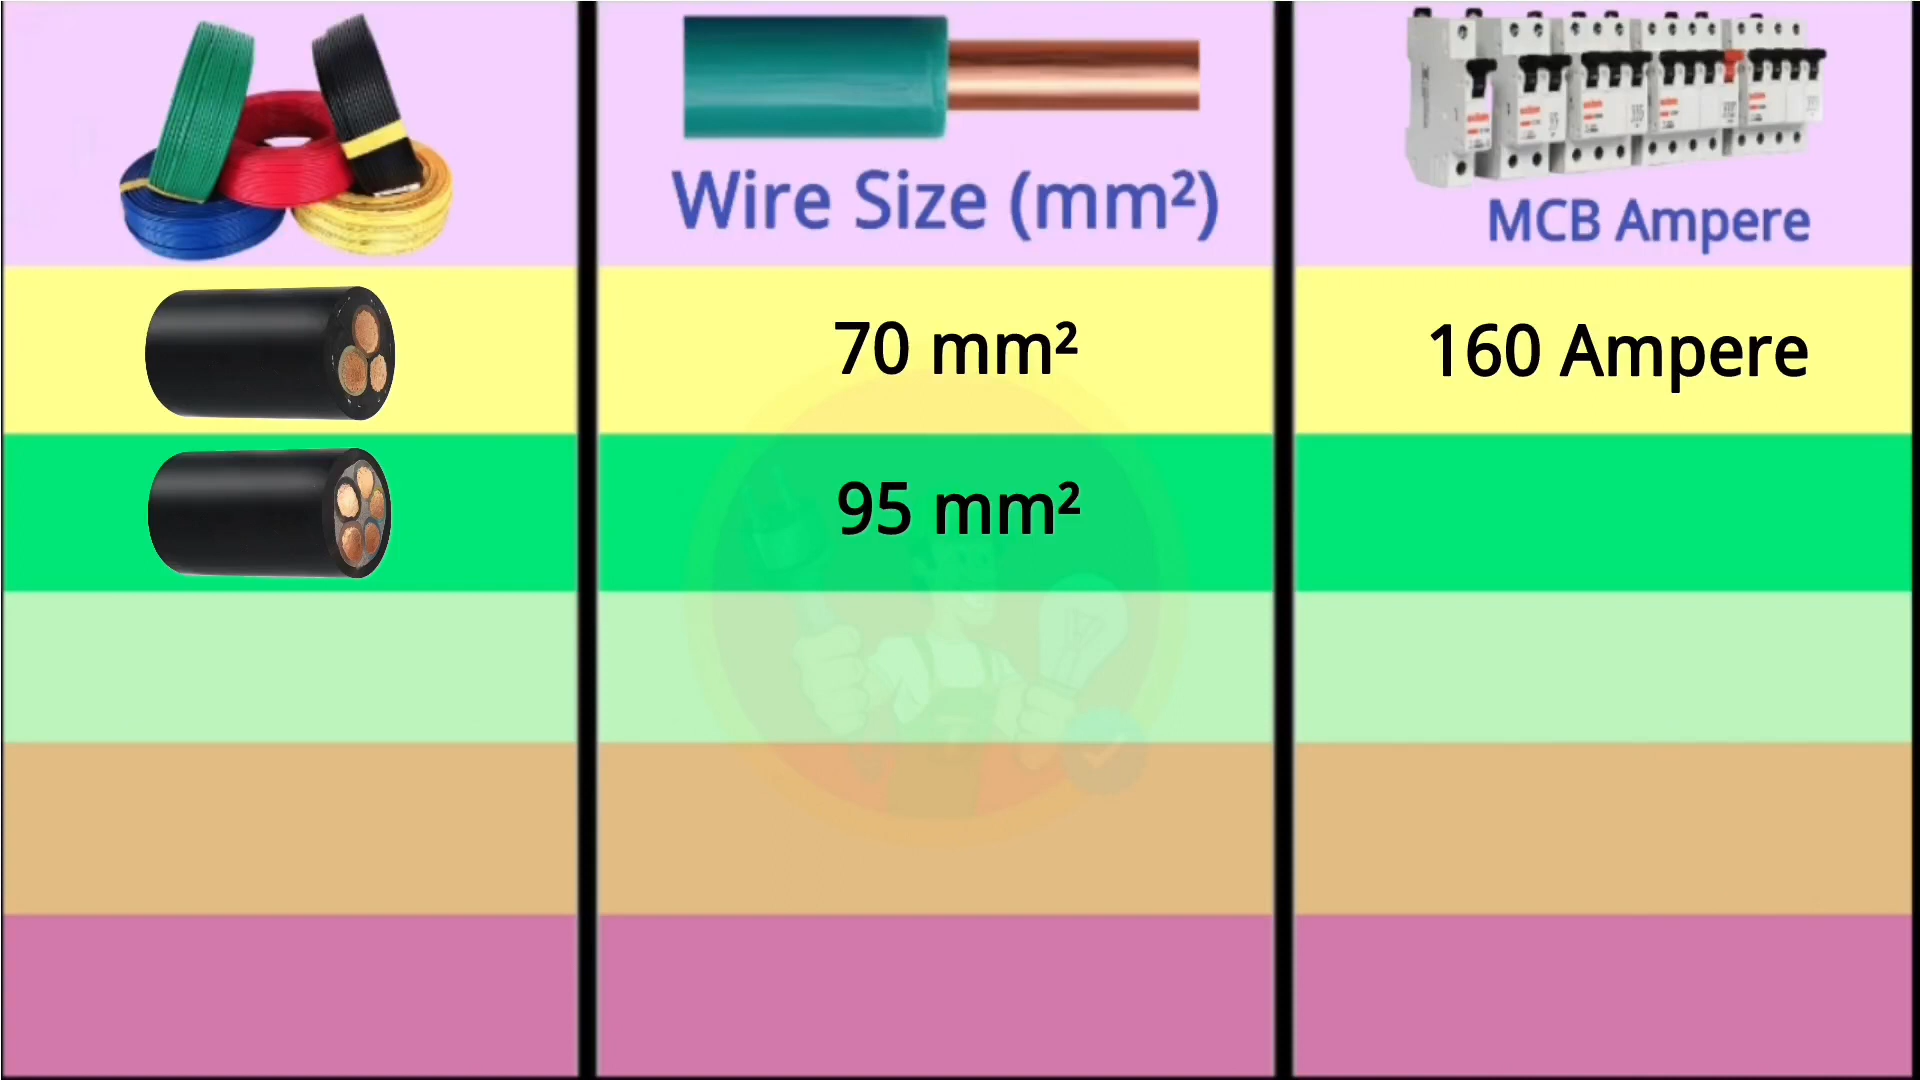 Wire Size (mm²)
MCB Ampere
70 mm²
160 Ampere
95 mm²